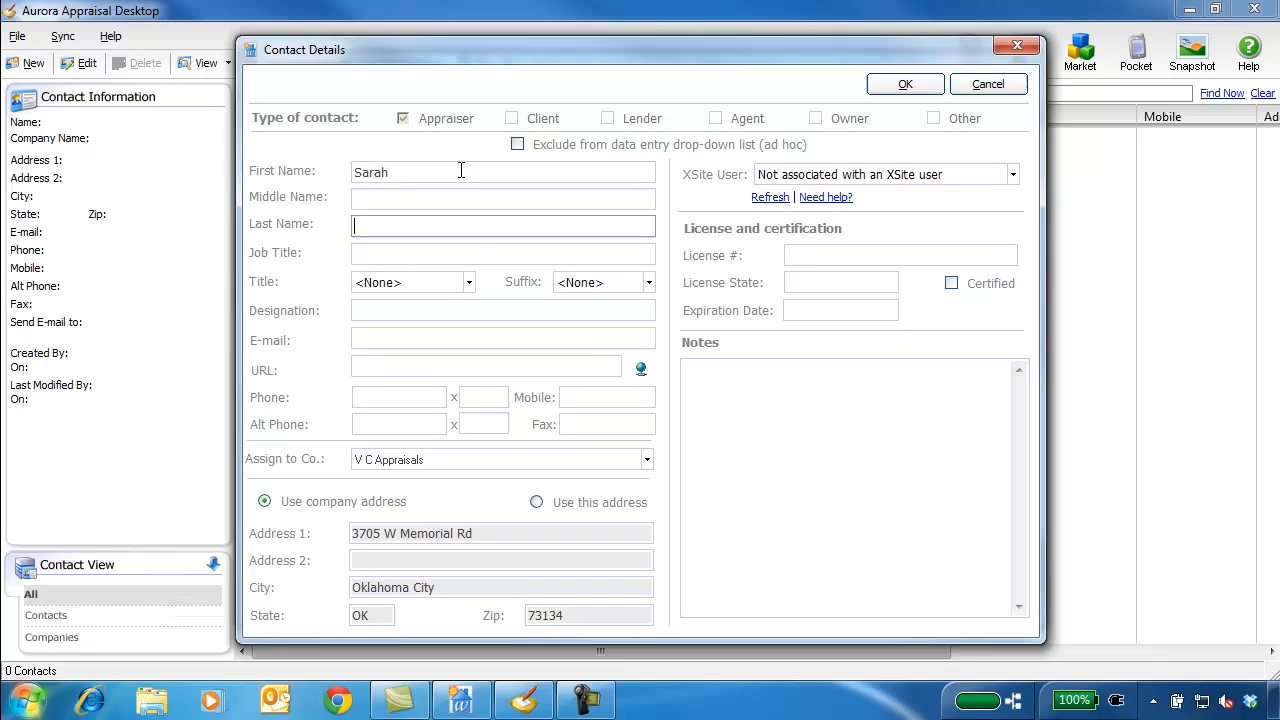 Aurora Appraisal Desktop
File Sync Help
New Edit Delete View
Market Pocket Snapshot Help
Find Now Clear
Mobile Ad
Contact Information
Name:
Company Name:
Address 1:
Address 2:
City:
State: Zip:
E-mail:
Phone:
Mobile:
Alt Phone:
Fax:
Send E-mail to:
Created By:
On:
Last Modified By:
On:
Contact View
All
Contacts
Companies
0 Contacts
Contact Details
OK Cancel
Type of contact: Appraiser Client Lender Agent Owner Other
Exclude from data entry drop-down list (ad hoc)
First Name: Sarah
Middle Name:
Last Name:
Job Title:
Title: <None> Suffix: <None>
Designation:
E-mail:
URL:
Phone: x Mobile:
Alt Phone: x Fax:
Assign to Co.: V C Appraisals
Use company address Use this address
Address 1: 3705 W Memorial Rd
Address 2:
City: Oklahoma City
State: OK Zip: 73134
XSite User: Not associated with an XSite user
Refresh | Need help?
License and certification
License #:
License State: Certified
Expiration Date:
Notes
100%